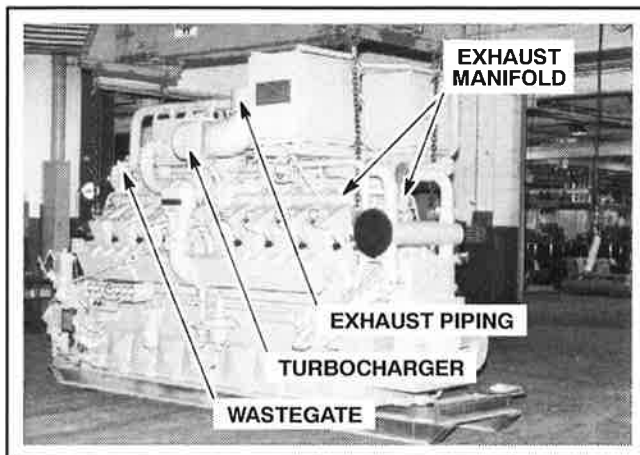 EXHAUST
MANIFOLD
EXHAUST PIPING
TURBOCHARGER
WASTEGATE